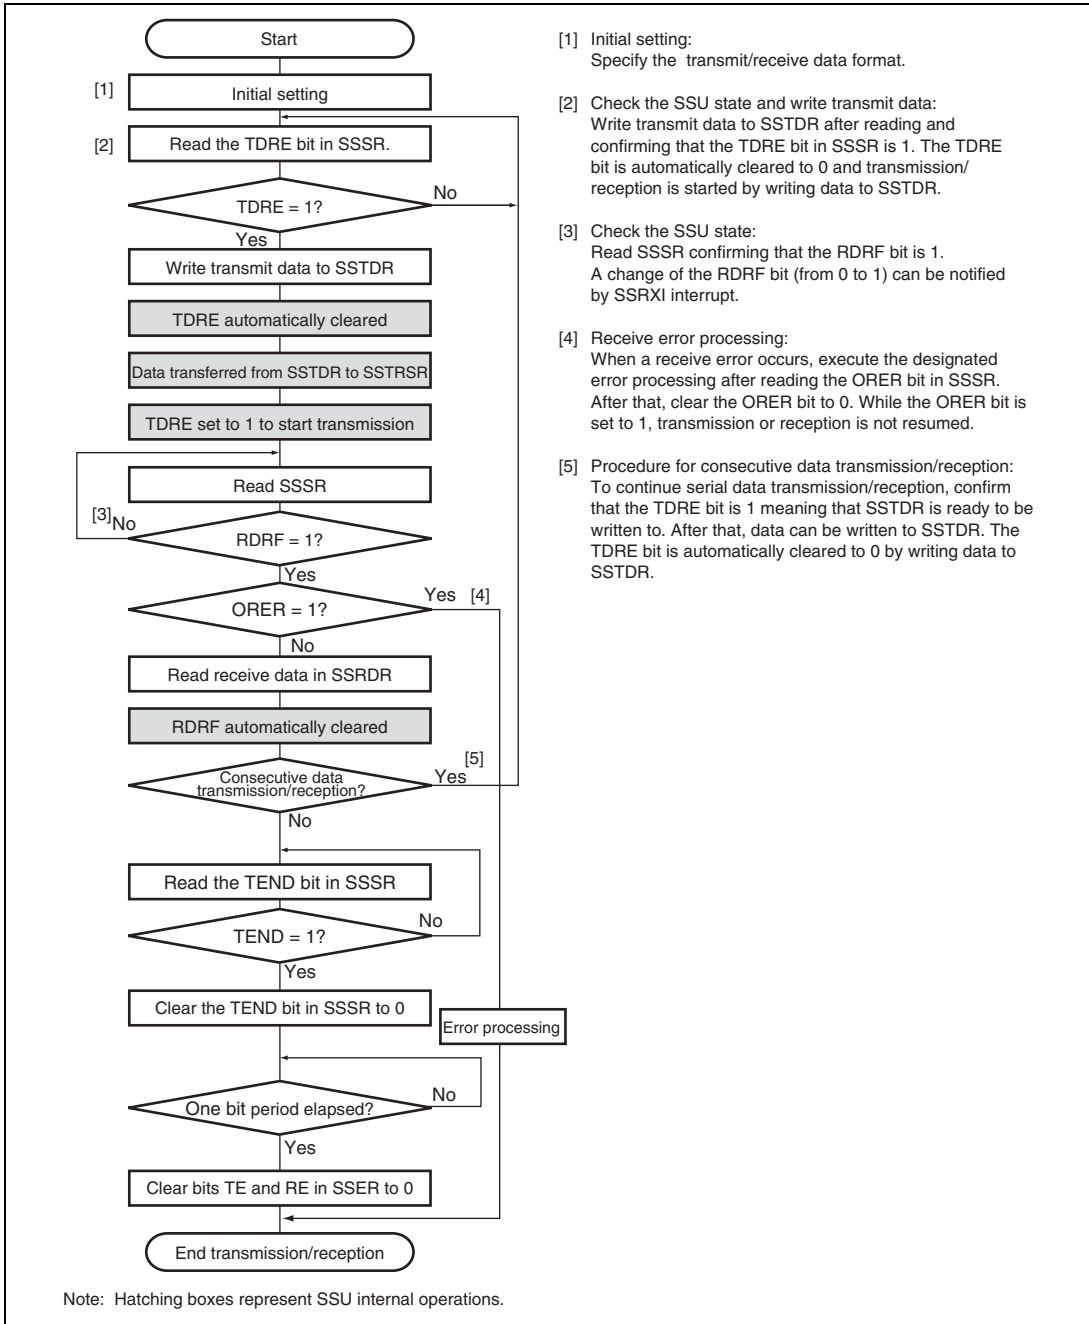 Start
[1]
Initial setting
[2]
Read the TDRE bit in SSSR.
TDRE = 1?
No
Yes
Write transmit data to SSTDR
TDRE automatically cleared
Data transferred from SSTDR to SSTRSR
TDRE set to 1 to start transmission
Read SSSR
[3]
No
RDRF = 1?
Yes
ORER = 1?
Yes
[4]
No
Read receive data in SSRDR
RDRF automatically cleared
Consecutive data
transmission/reception?
[5]
Yes
No
Read the TEND bit in SSSR
TEND = 1?
No
Yes
Clear the TEND bit in SSSR to 0
Error processing
One bit period elapsed?
No
Yes
Clear bits TE and RE in SSER to 0
End transmission/reception
[1] Initial setting:
Specify the transmit/receive data format.
[2] Check the SSU state and write transmit data:
Write transmit data to SSTDR after reading and
confirming that the TDRE bit in SSSR is 1. The TDRE
bit is automatically cleared to 0 and transmission/
reception is started by writing data to SSTDR.
[3] Check the SSU state:
Read SSSR confirming that the RDRF bit is 1.
A change of the RDRF bit (from 0 to 1) can be notified
by SSRXI interrupt.
[4] Receive error processing:
When a receive error occurs, execute the designated
error processing after reading the ORER bit in SSSR.
After that, clear the ORER bit to 0. While the ORER bit is
set to 1, transmission or reception is not resumed.
[5] Procedure for consecutive data transmission/reception:
To continue serial data transmission/reception, confirm
that the TDRE bit is 1 meaning that SSTDR is ready to be
written to. After that, data can be written to SSTDR. The
TDRE bit is automatically cleared to 0 by writing data to
SSTDR.
Note: Hatching boxes represent SSU internal operations.